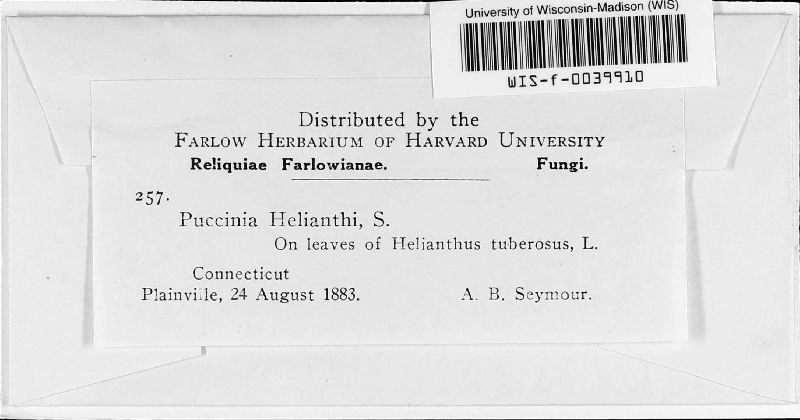 University of Wisconsin-Madison (WIS)
WIS-f-0039910
Distributed by the
FARLOW HERBARIUM OF HARVARD UNIVERSITY
Reliquiae Farlowianae. Fungi.
257.
Puccinia Helianthi, S.
On leaves of Helianthus tuberosus, L.
Connecticut
Plainville, 24 August 1883. A. B. Seymour.